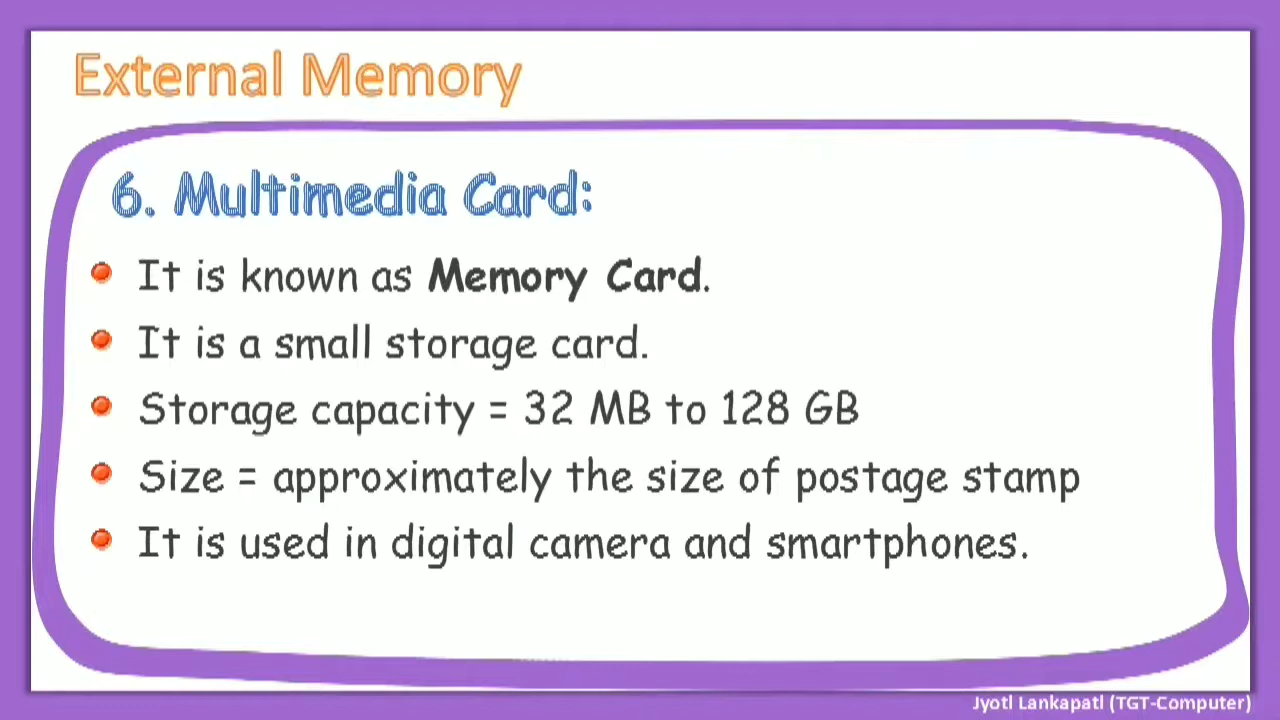 External Memory
6. Multimedia Card:
It is known as Memory Card.
It is a small storage card.
Storage capacity = 32 MB to 128 GB
Size = approximately the size of postage stamp
It is used in digital camera and smartphones.
Jyoti Lankapati (TGT-Computer)